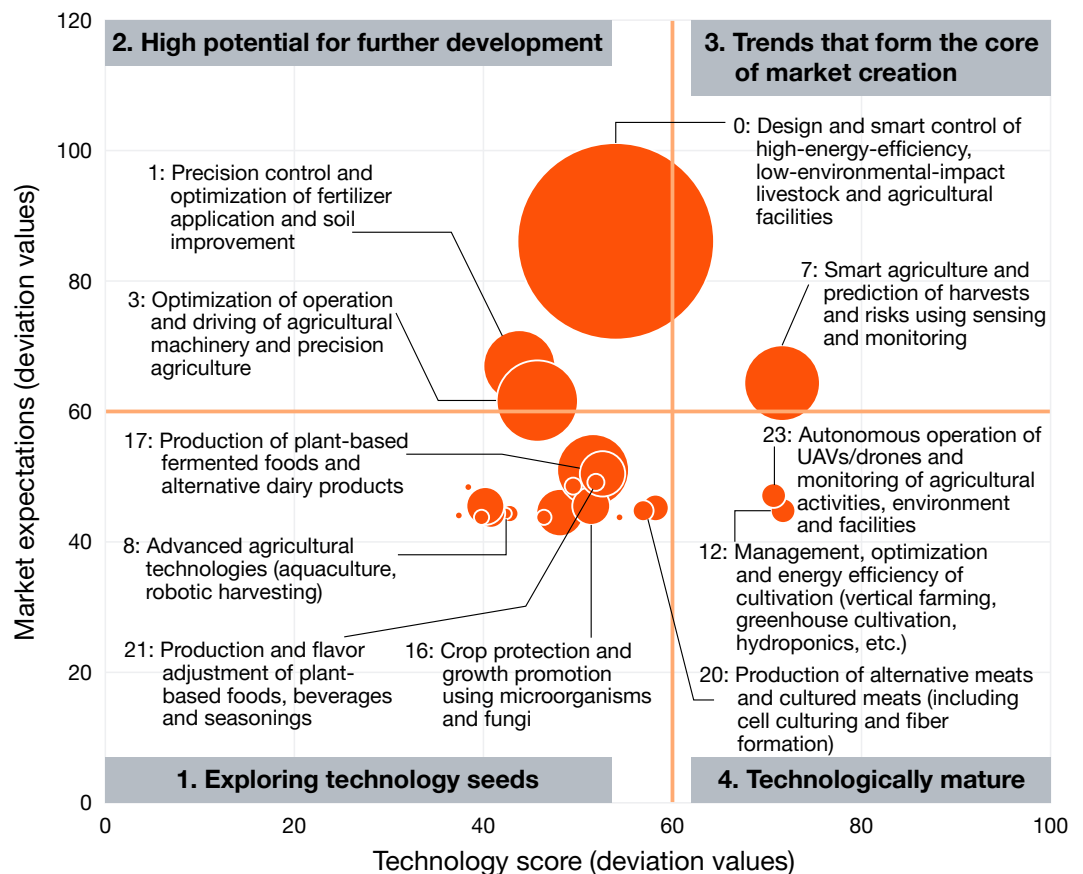 120
100
80
60
40
20
0
0
20
40
60
80
100
Market expectations (deviation values)
Technology score (deviation values)
2. High potential for further development
3. Trends that form the core
of market creation
0: Design and smart control of
high-energy-efficiency,
low-environmental-impact
livestock and agricultural
facilities
1: Precision control and
optimization of fertilizer
application and soil
improvement
7: Smart agriculture and
prediction of harvests
and risks using sensing
and monitoring
3: Optimization of operation
and driving of agricultural
machinery and precision
agriculture
17: Production of plant-based
fermented foods and
alternative dairy products
23: Autonomous operation of
UAVs/drones and
monitoring of agricultural
activities, environment
and facilities
8: Advanced agricultural
technologies (aquaculture,
robotic harvesting)
12: Management, optimization
and energy efficiency of
cultivation (vertical farming,
greenhouse cultivation,
hydroponics, etc.)
21: Production and flavor
adjustment of plant-
based foods, beverages
and seasonings
16: Crop protection and
growth promotion
using microorganisms
and fungi
20: Production of alternative meats
and cultured meats (including
cell culturing and fiber
formation)
1. Exploring technology seeds
4. Technologically mature